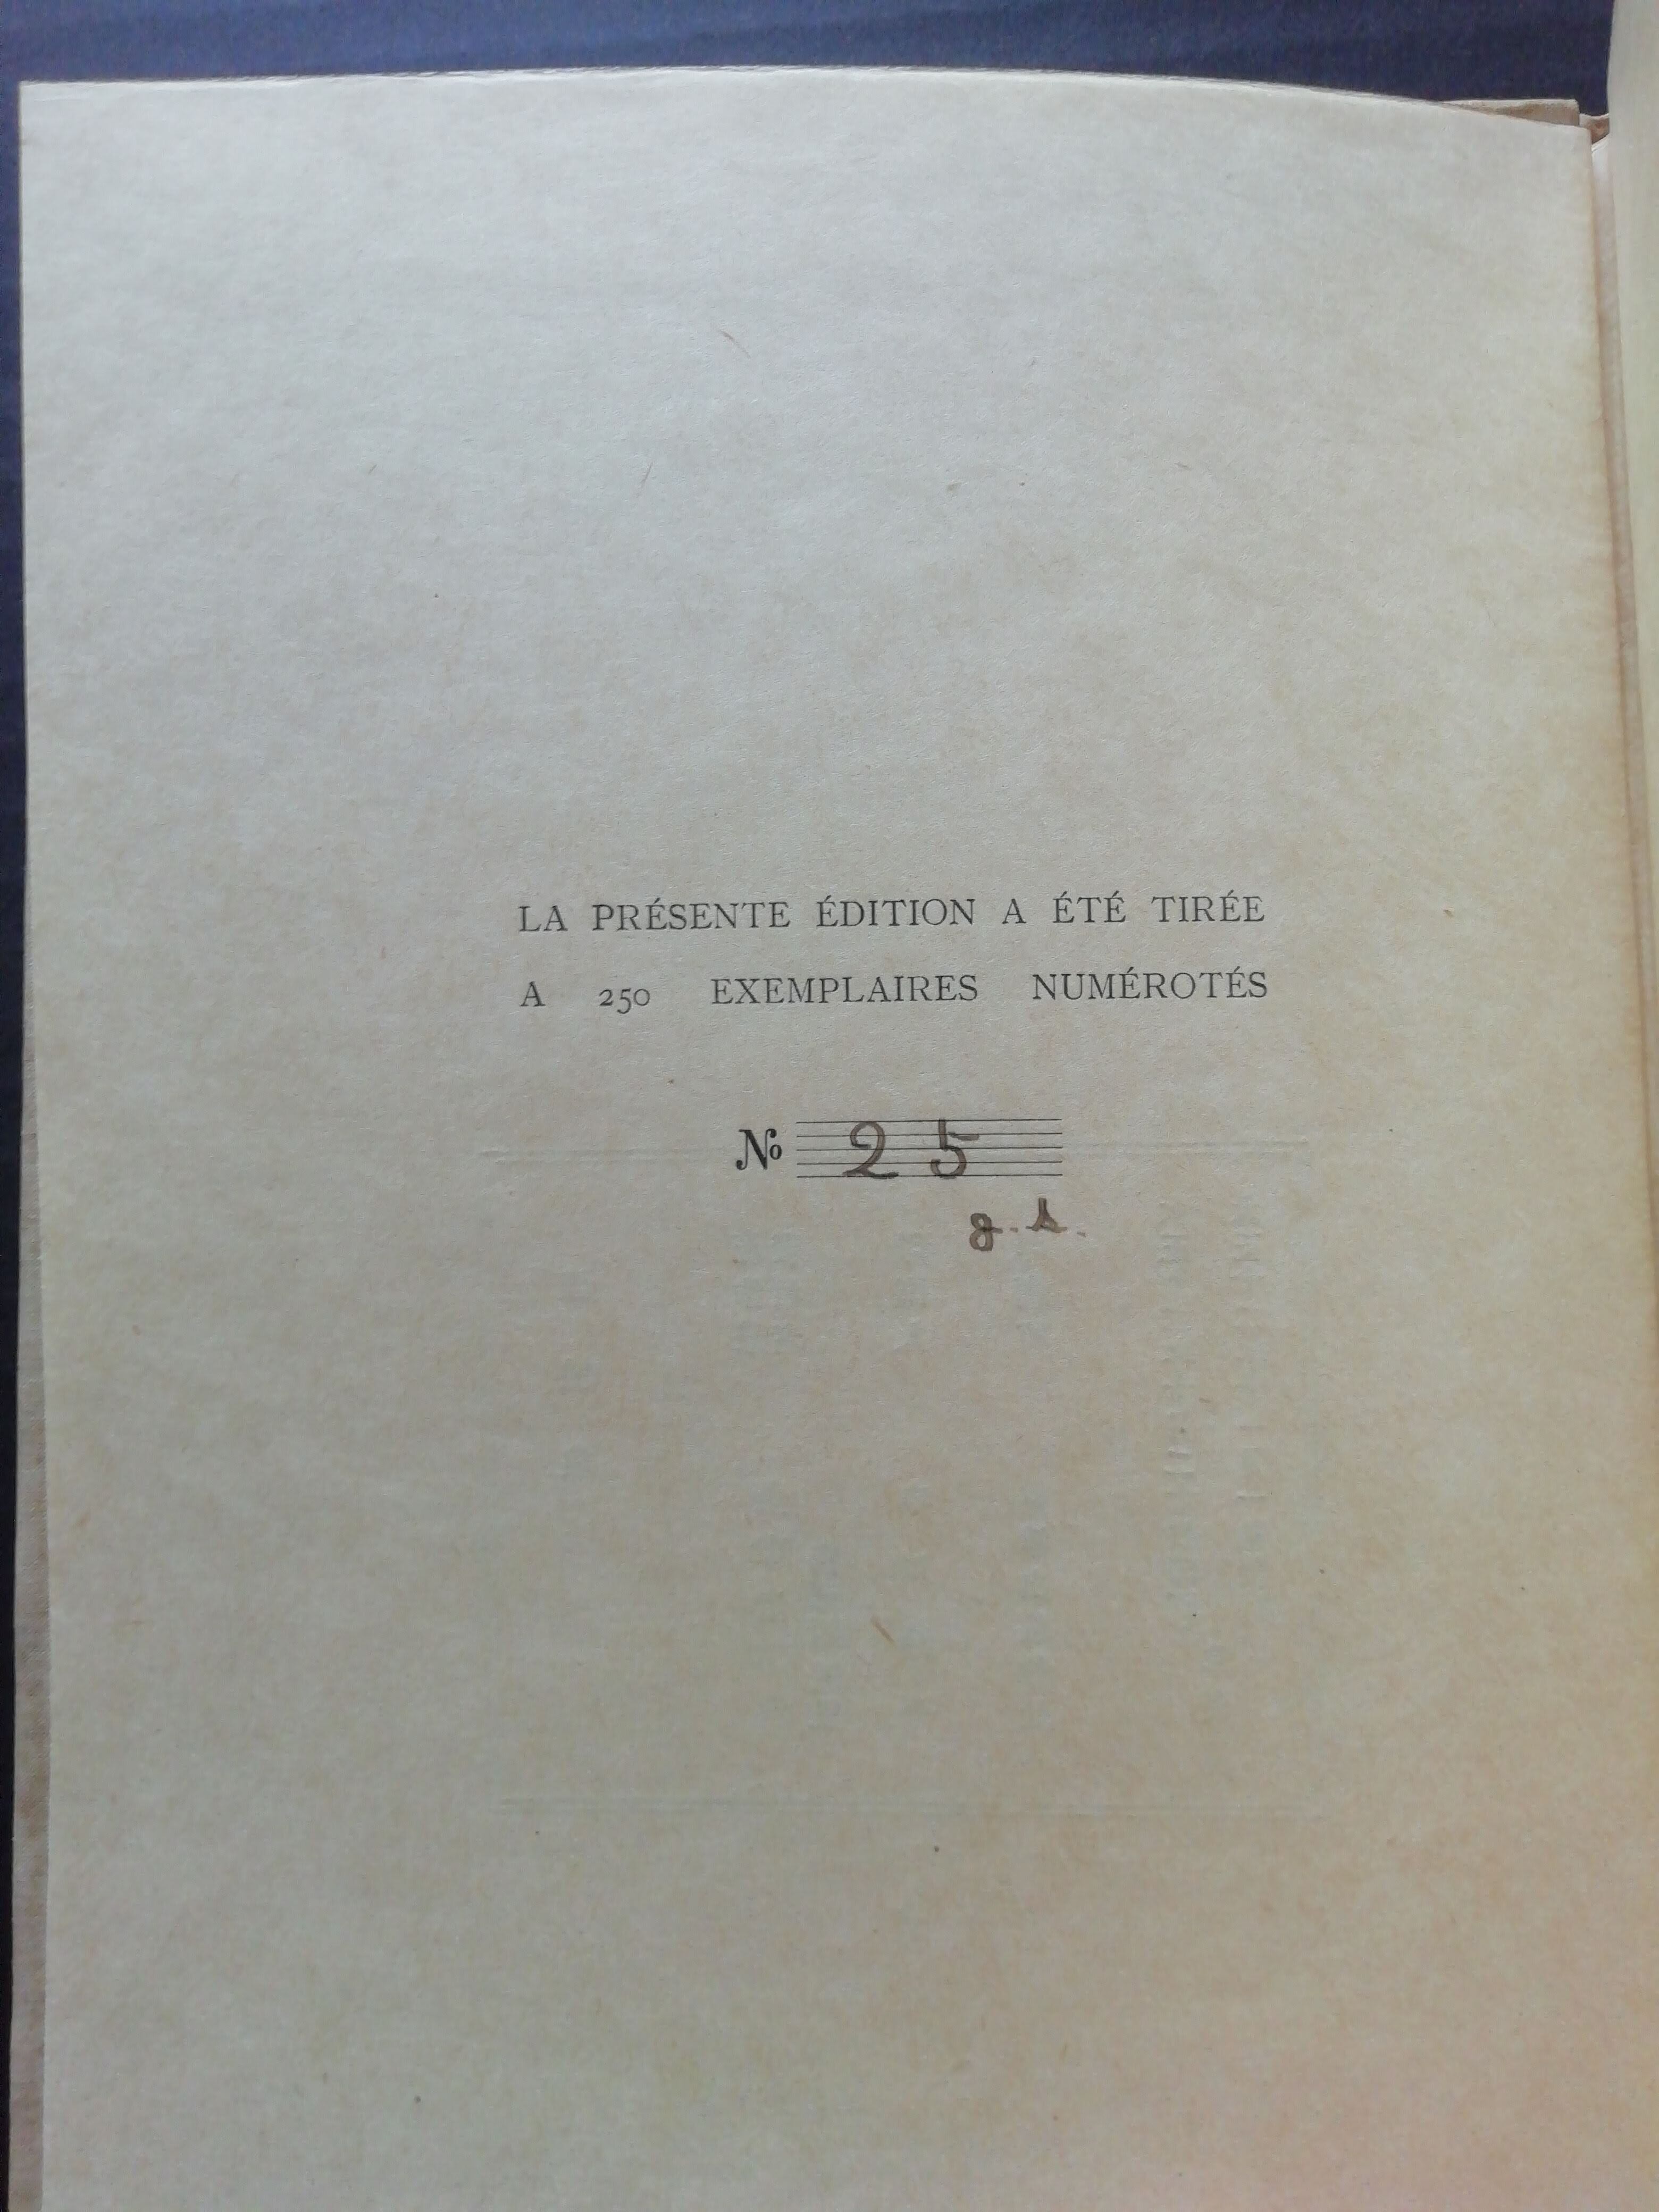 LA PRÉSENTE ÉDITION A ÉTÉ TIRÉE
A 250 EXEMPLAIRES NUMÉROTÉS
No 25
g. s.